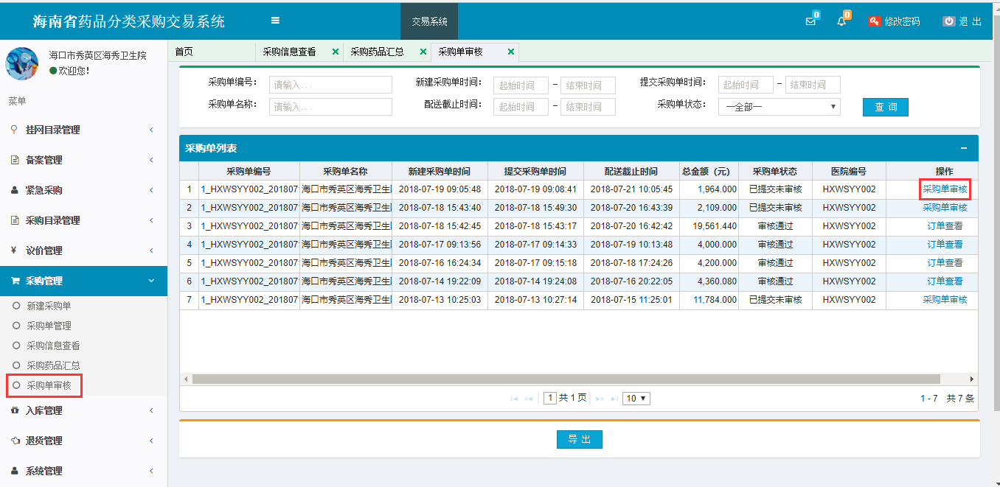 海南省药品分类采购交易系统
交易系统
0
0
修改密码
退 出
海口市秀英区海秀卫生院
欢迎您！
菜单
挂网目录管理
备案管理
紧急采购
采购目录管理
¥ 议价管理
采购管理
新建采购单
采购单管理
采购信息查看
采购药品汇总
采购单审核
入库管理
退货管理
系统管理
首页 采购信息查看 采购药品汇总 采购单审核
采购单编号： 请输入... 新建采购单时间： 起始时间 – 结束时间 提交采购单时间： 起始时间 – 结束时间
采购单名称： 请输入... 配送截止时间： 起始时间 – 结束时间 采购单状态： —全部— 查 询
采购单列表
采购单编号 采购单名称 新建采购单时间 提交采购单时间 配送截止时间 总金额（元） 采购单状态 医院编号 操作
1 1_HXWSYY002_201807 海口市秀英区海秀卫生 2018-07-19 09:05:48 2018-07-19 09:08:41 2018-07-21 10:05:45 1,964.000 已提交未审核 HXWSYY002 采购单审核
2 1_HXWSYY002_201807 海口市秀英区海秀卫生 2018-07-18 15:43:40 2018-07-18 15:49:30 2018-07-20 16:43:39 2,109.000 已提交未审核 HXWSYY002 采购单审核
3 1_HXWSYY002_201807 海口市秀英区海秀卫生 2018-07-18 15:42:45 2018-07-18 15:43:17 2018-07-20 16:42:42 19,561.440 审核通过 HXWSYY002 订单查看
4 1_HXWSYY002_201807 海口市秀英区海秀卫生 2018-07-17 09:13:56 2018-07-17 09:14:33 2018-07-19 10:13:48 4,000.000 审核通过 HXWSYY002 订单查看
5 1_HXWSYY002_201807 海口市秀英区海秀卫生 2018-07-16 16:24:34 2018-07-17 09:15:18 2018-07-18 17:24:26 4,200.000 审核通过 HXWSYY002 订单查看
6 1_HXWSYY002_201807 海口市秀英区海秀卫生 2018-07-14 19:22:09 2018-07-14 19:24:08 2018-07-16 20:22:05 4,360.080 审核通过 HXWSYY002 订单查看
7 1_HXWSYY002_201807 海口市秀英区海秀卫生 2018-07-13 10:25:03 2018-07-13 10:27:14 2018-07-15 11:25:01 11,784.000 已提交未审核 HXWSYY002 采购单审核
1 共 1 页 10 1 - 7 共 7 条
导 出